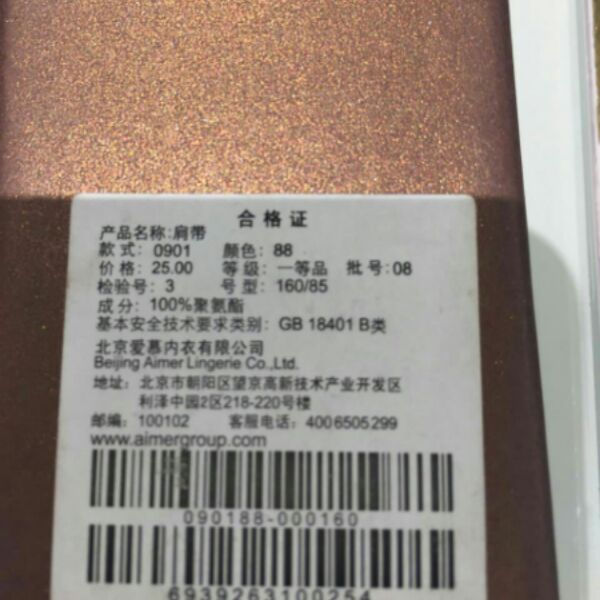 合格证
产品名称:肩带
款式: 0901 颜色: 88
价格: 25.00 等级: 一等品 批号: 08
检验号: 3 号型: 160/85
成分: 100%聚氨酯
基本安全技术要求类别: GB 18401 B类
北京爱慕内衣有限公司
Beijing Aimer Lingerie Co.,Ltd.
地址: 北京市朝阳区望京高新技术产业开发区
利泽中园2区218-220号楼
邮编: 100102 客服电话: 4006505299
www.aimergroup.com
090188-000160
6939263100254